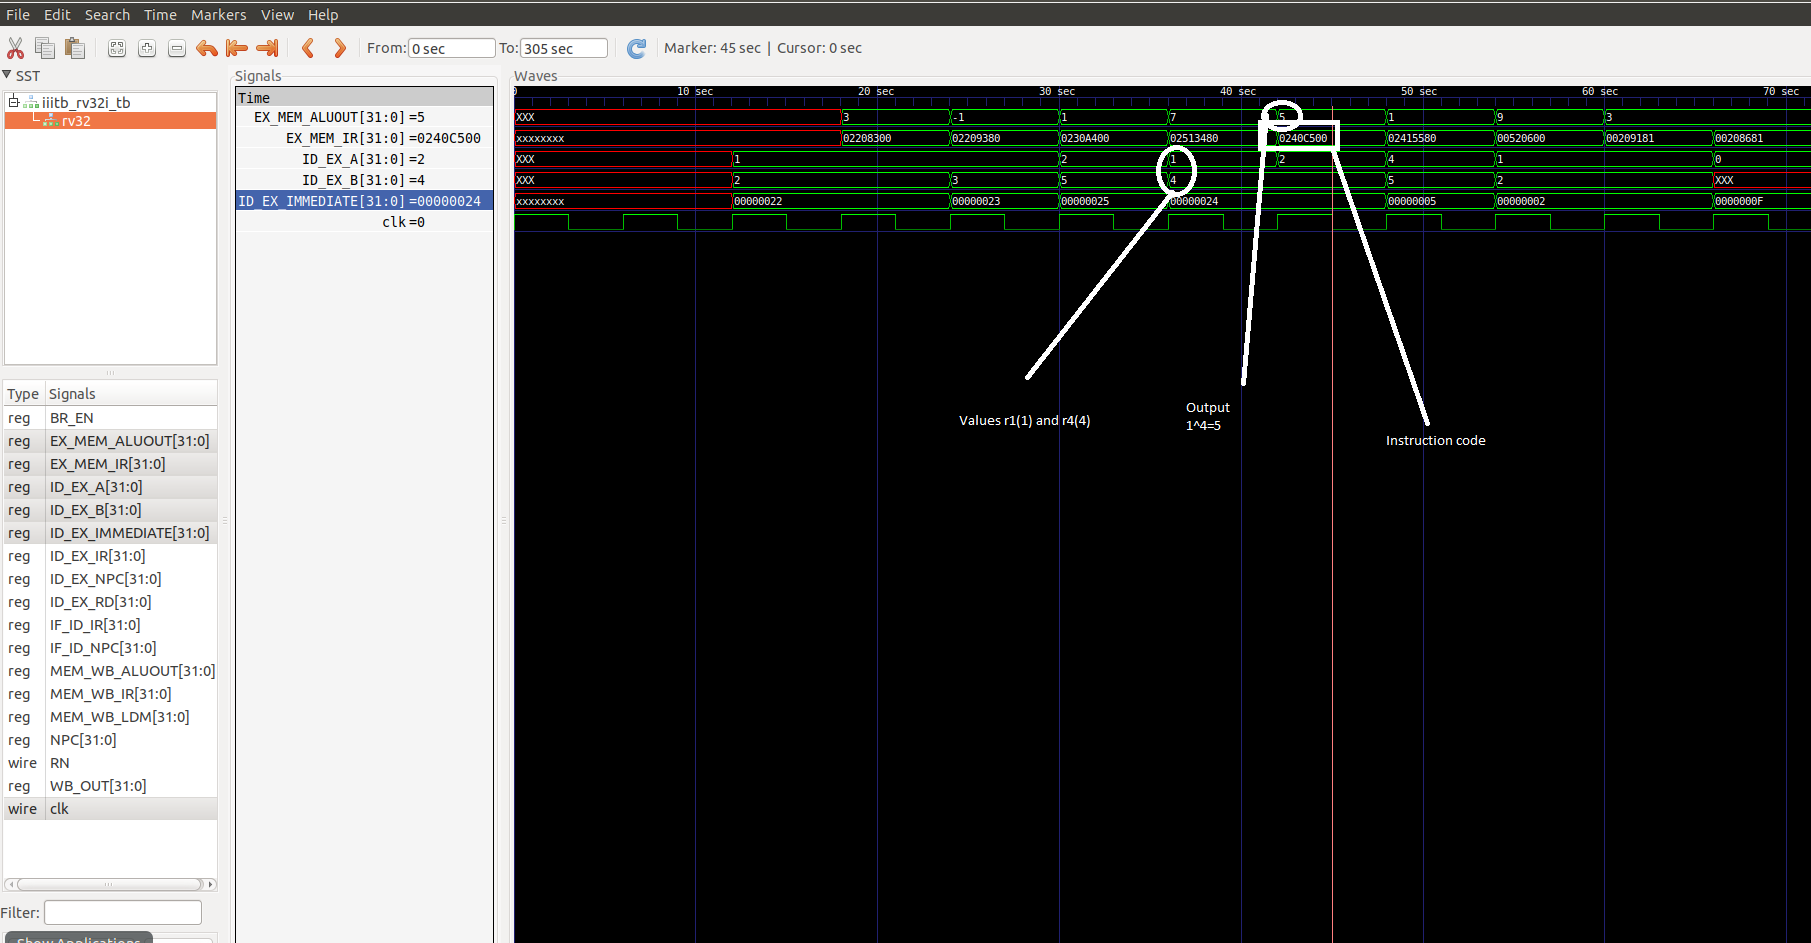 File Edit Search Time Markers View Help
From: 0 sec To: 305 sec Marker: 45 sec | Cursor: 0 sec
SST
iiitb_rv32i_tb
rv32
Type Signals
reg BR_EN
reg EX_MEM_ALUOUT[31:0]
reg EX_MEM_IR[31:0]
reg ID_EX_A[31:0]
reg ID_EX_B[31:0]
reg ID_EX_IMMEDIATE[31:0]
reg ID_EX_IR[31:0]
reg ID_EX_NPC[31:0]
reg ID_EX_RD[31:0]
reg IF_ID_IR[31:0]
reg IF_ID_NPC[31:0]
reg MEM_WB_ALUOUT[31:0]
reg MEM_WB_IR[31:0]
reg MEM_WB_LDM[31:0]
reg NPC[31:0]
wire RN
reg WB_OUT[31:0]
wire clk
Filter:
Show Applications
Signals
Time
EX_MEM_ALUOUT[31:0] =5
EX_MEM_IR[31:0] =0240C500
ID_EX_A[31:0] =2
ID_EX_B[31:0] =4
ID_EX_IMMEDIATE[31:0] =00000024
clk =0
Waves
0 10 sec 20 sec 30 sec 40 sec 50 sec 60 sec 70 sec
XXX 3 -1 1 7 5 1 9 3
xxxxxxxx 02208300 02209380 0230A400 02513480 0240C500 02415580 00520600 00209181 00208681
XXX 1 2 1 2 4 1 0
XXX 2 3 5 4 5 2 XXX
xxxxxxxx 00000022 00000023 00000025 00000024 00000005 00000002 0000000F
Values r1(1) and r4(4)
Output
1^4=5
Instruction code